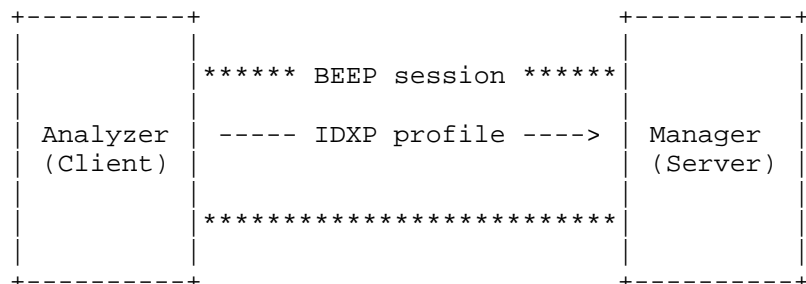 +----------+ +----------+
| | | |
| |****** BEEP session ******| |
| | | |
| Analyzer | ----- IDXP profile ----> | Manager |
| (Client) | | (Server) |
| | | |
| |**************************| |
| | | |
+----------+ +----------+